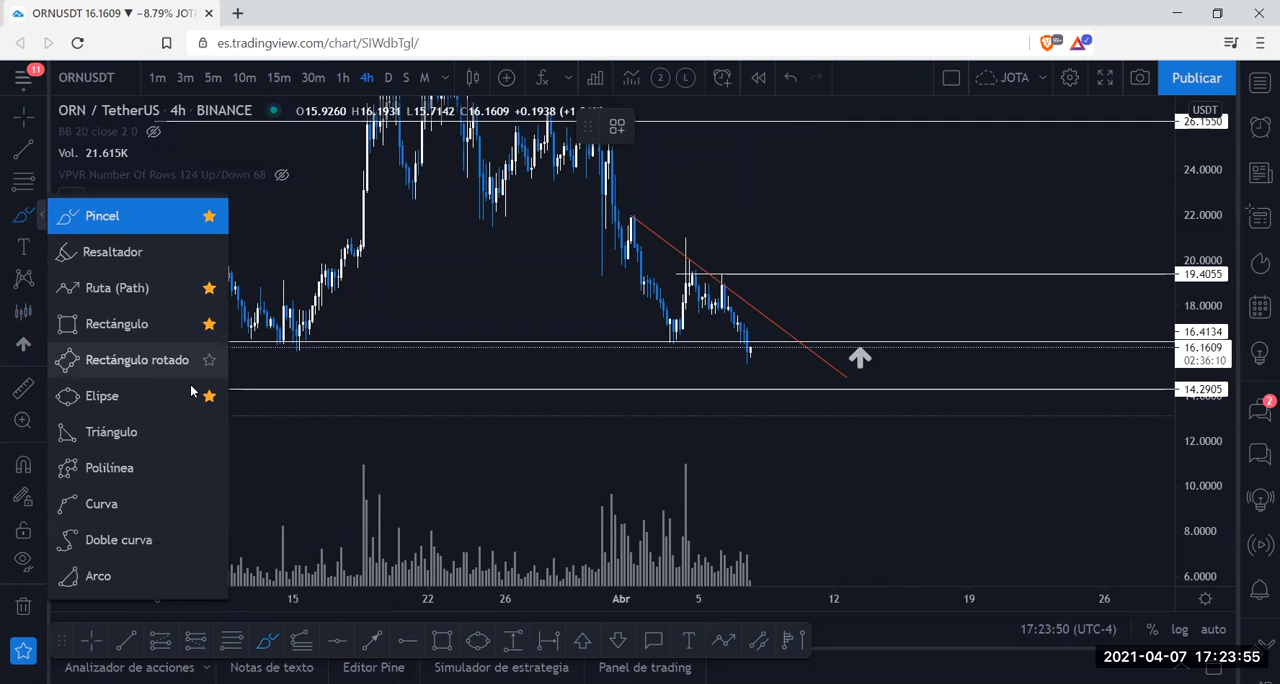 ORNUSDT 16.1609 ▼ −8.79% JOTA
es.tradingview.com/chart/SIWdbTgl/
99+
11
ORNUSDT 1m 3m 5m 10m 15m 30m 1h 4h D S M 2 L JOTA Publicar
ORN / TetherUS · 4h · BINANCE O15.9260 H16.1931 L15.7142 C16.1609 +0.1938
BB 20 close 2 0
Vol. 21.615K
VPVR Number Of Rows 124 Up/Down 68
Pincel
Resaltador
Ruta (Path)
Rectángulo
Rectángulo rotado
Elipse
Triángulo
Polilínea
Curva
Doble curva
Arco
USDT
26.1550
24.0000
22.0000
20.0000
19.4055
18.0000
16.4134
16.1609
02:36:10
14.2905
12.0000
10.0000
8.0000
6.0000
2
15 22 26 Abr 5 12 19 26
17:23:50 (UTC-4) % log auto
Analizador de acciones Notas de texto Editor Pine Simulador de estrategia Panel de trading
2021-04-07 17:23:55